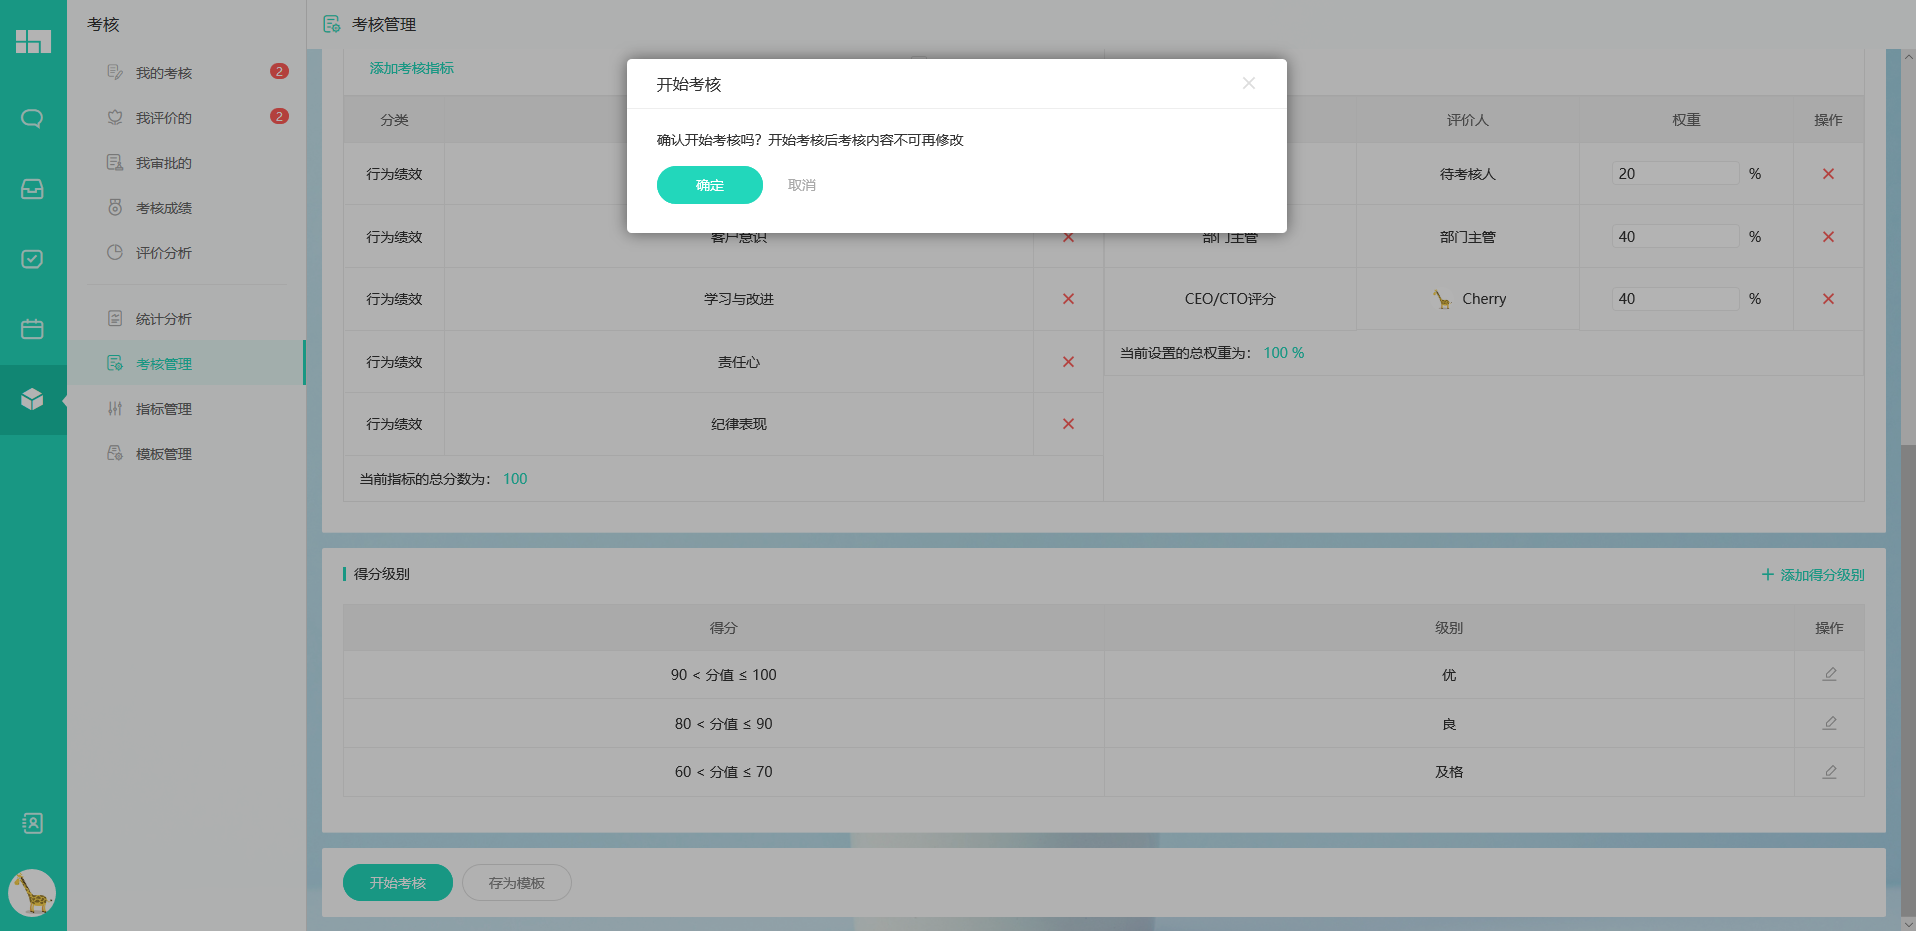 考核
我的考核 2
我评价的 2
我审批的
考核成绩
评价分析
统计分析
考核管理
指标管理
模板管理
考核管理
添加考核指标
开始考核
确认开始考核吗？开始考核后考核内容不可再修改
确定 取消
分类 评价人 权重 操作
行为绩效 待考核人 20 %
行为绩效 客户意识 部门主管 部门主管 40 %
行为绩效 学习与改进 CEO/CTO评分 Cherry 40 %
行为绩效 责任心 当前设置的总权重为： 100 %
行为绩效 纪律表现
当前指标的总分数为： 100
得分级别 添加得分级别
得分 级别 操作
90 < 分值 ≤ 100 优
80 < 分值 ≤ 90 良
60 < 分值 ≤ 70 及格
开始考核 存为模板